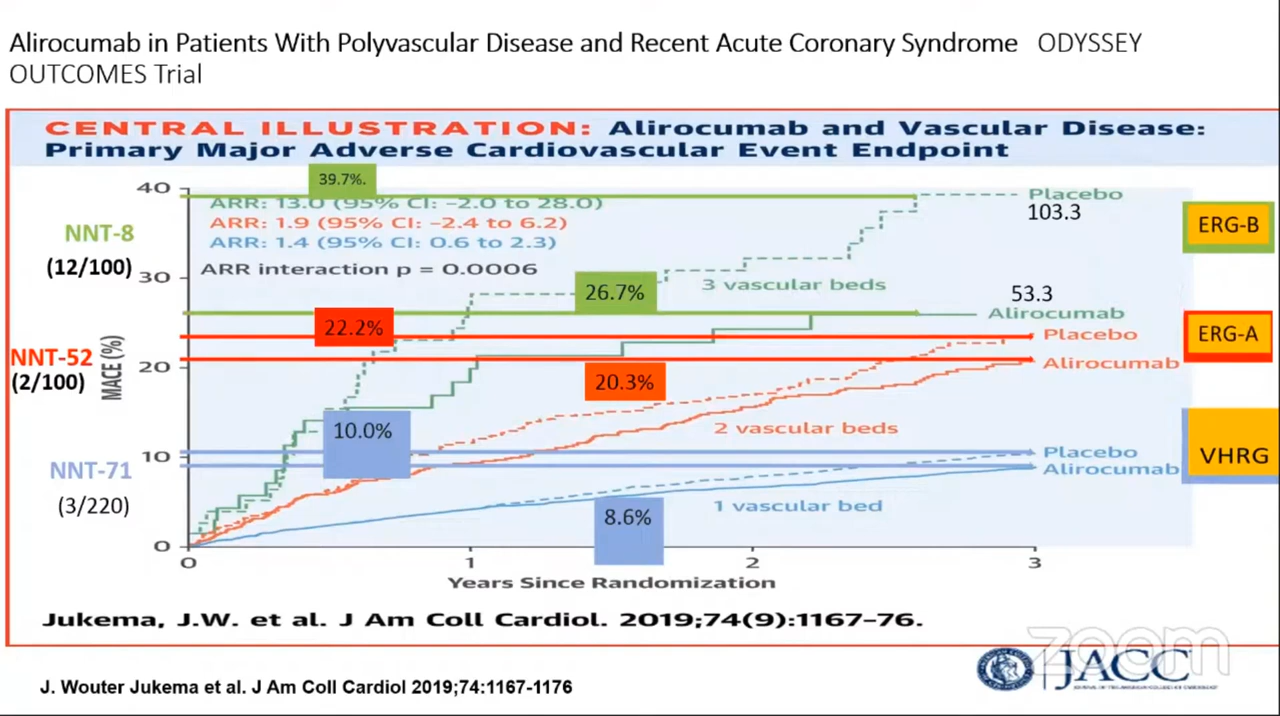 Alirocumab in Patients With Polyvascular Disease and Recent Acute Coronary Syndrome ODYSSEY
OUTCOMES Trial
CENTRAL ILLUSTRATION: Alirocumab and Vascular Disease:
Primary Major Adverse Cardiovascular Event Endpoint
39.7%.
40
ARR: 13.0 (95% CI: -2.0 to 28.0)
ARR: 1.9 (95% CI: -2.4 to 6.2)
ARR: 1.4 (95% CI: 0.6 to 2.3)
ARR interaction p = 0.0006
Placebo
103.3
ERG-B
NNT-8
(12/100)
30
26.7%
3 vascular beds
53.3
Alirocumab
22.2%
Placebo
ERG-A
NNT-52
(2/100)
MACE (%)
20
20.3%
Alirocumab
10.0%
2 vascular beds
10
Placebo
VHRG
NNT-71
(3/220)
Alirocumab
8.6%
1 vascular bed
0
0
1
2
3
Years Since Randomization
Jukema, J.W. et al. J Am Coll Cardiol. 2019;74(9):1167–76.
zoom
JACC
J. Wouter Jukema et al. J Am Coll Cardiol 2019;74:1167-1176